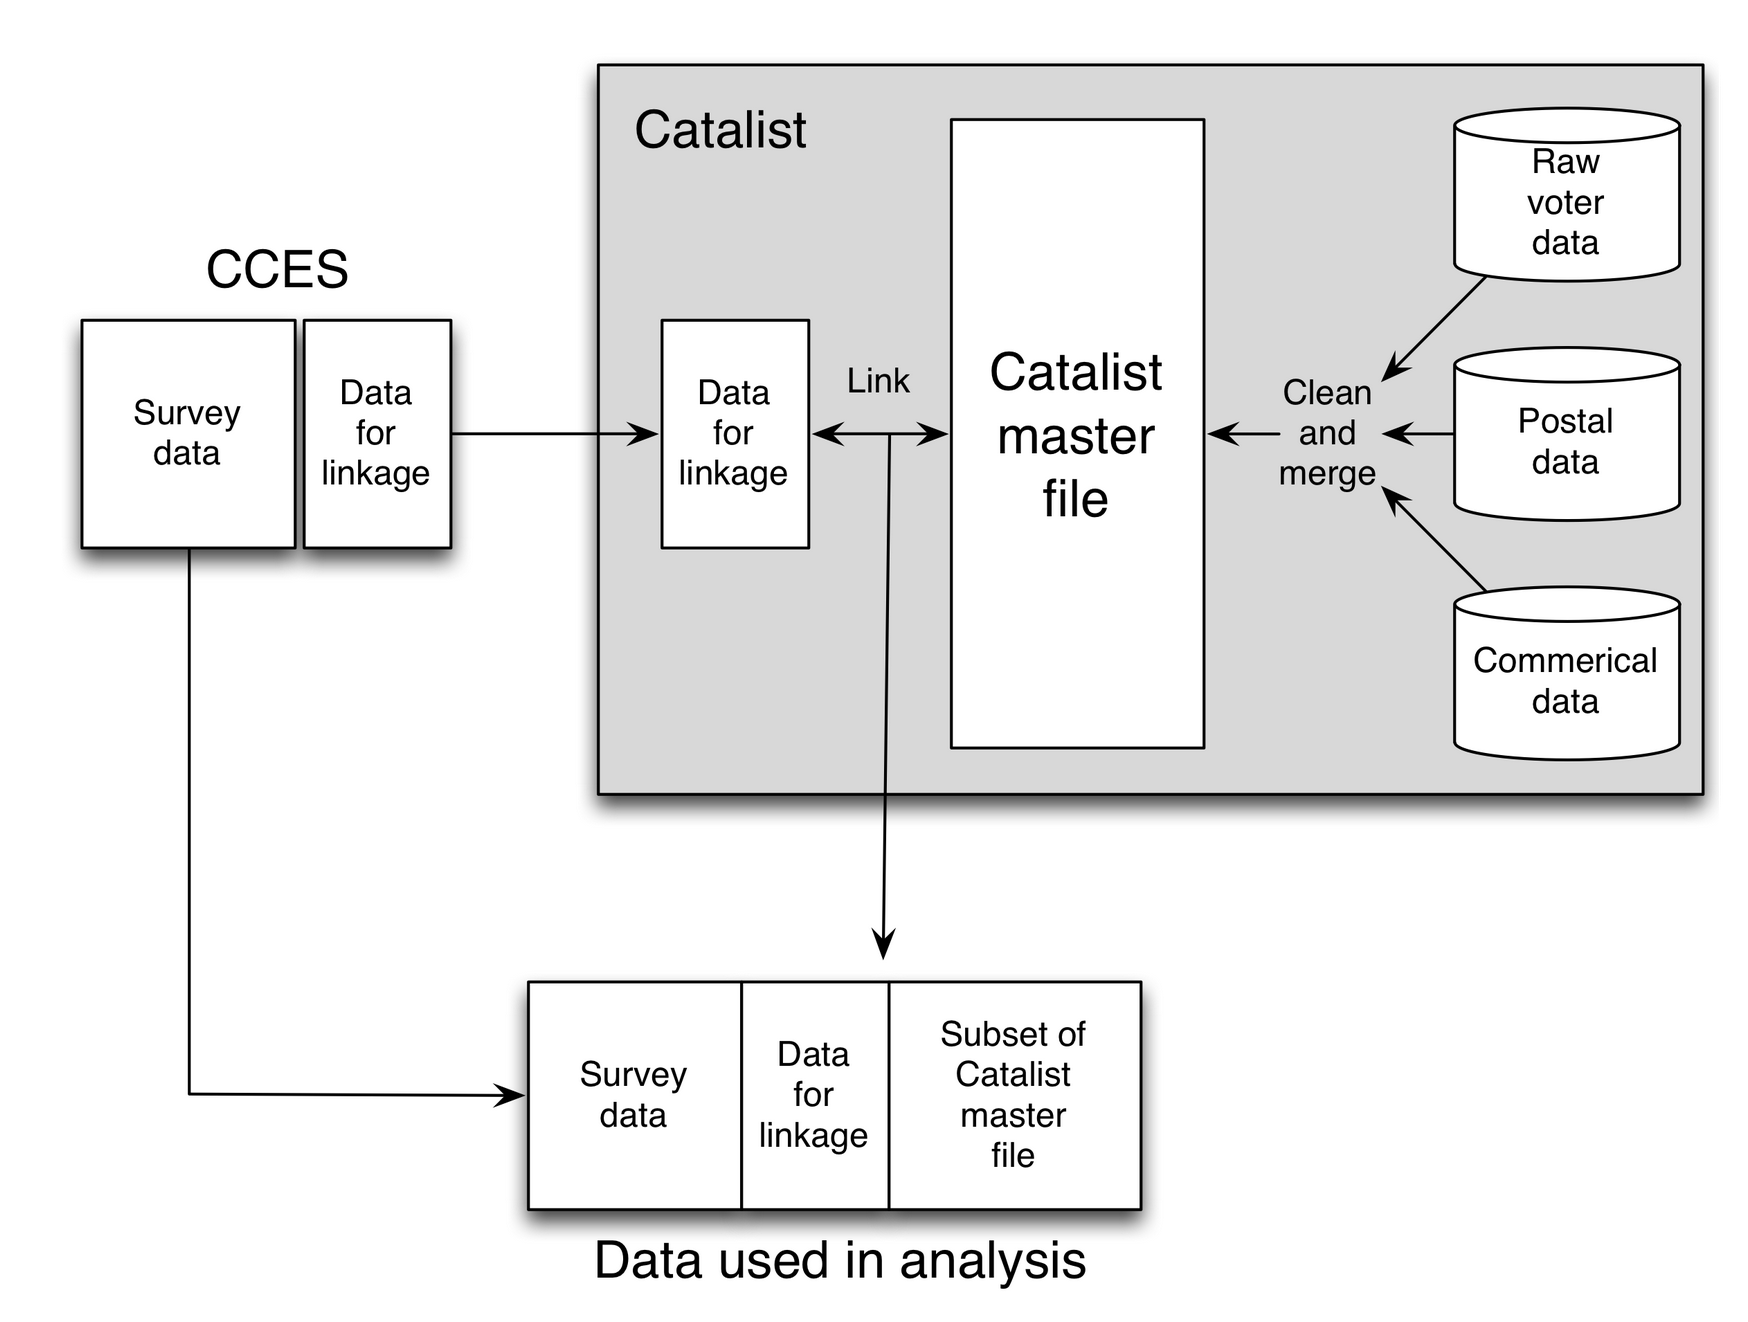 CCES
Survey
data
Data
for
linkage
Catalist
Data
for
linkage
Link
Catalist
master
file
Clean
and
merge
Raw
voter
data
Postal
data
Commerical
data
Survey
data
Data
for
linkage
Subset of
Catalist
master
file
Data used in analysis